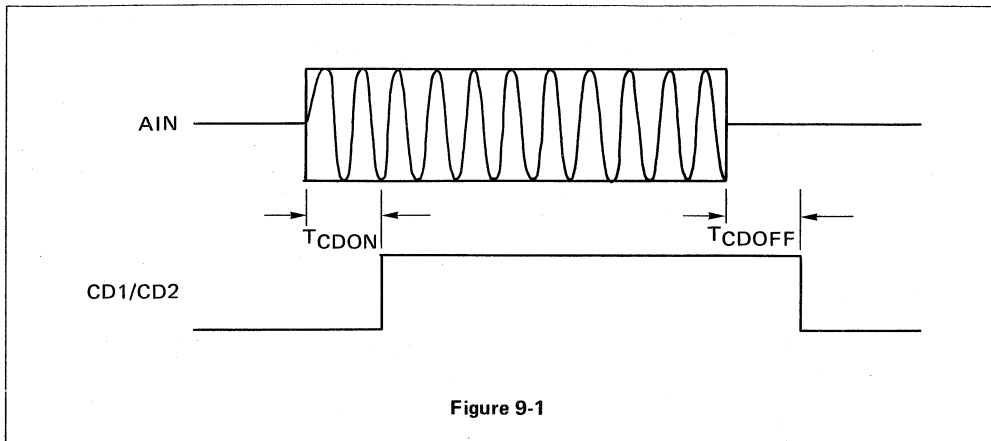 AIN
TCDON
TCDOFF
CD1/CD2
Figure 9-1